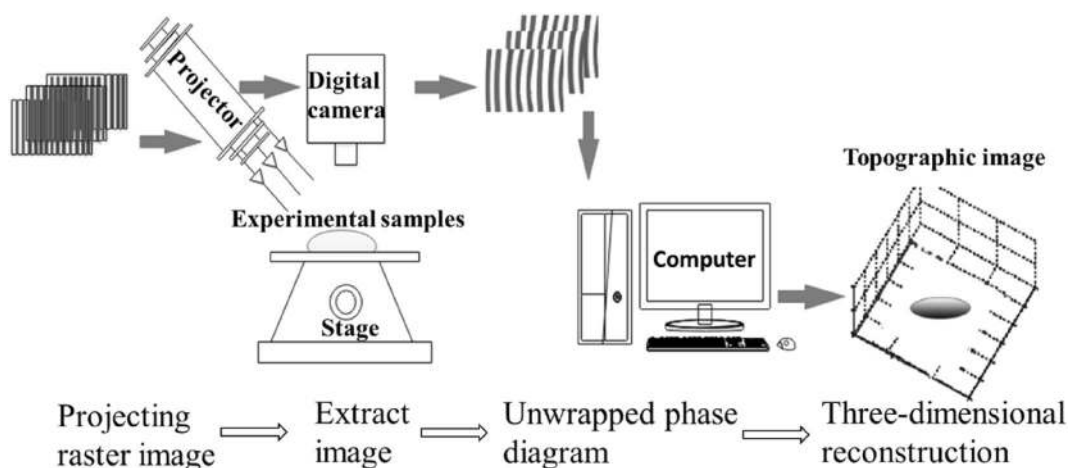 Projector
Digital
camera
Topographic image
Experimental samples
Computer
Stage
Projecting
raster image
Extract
image
Unwrapped phase
diagram
Three-dimensional
reconstruction